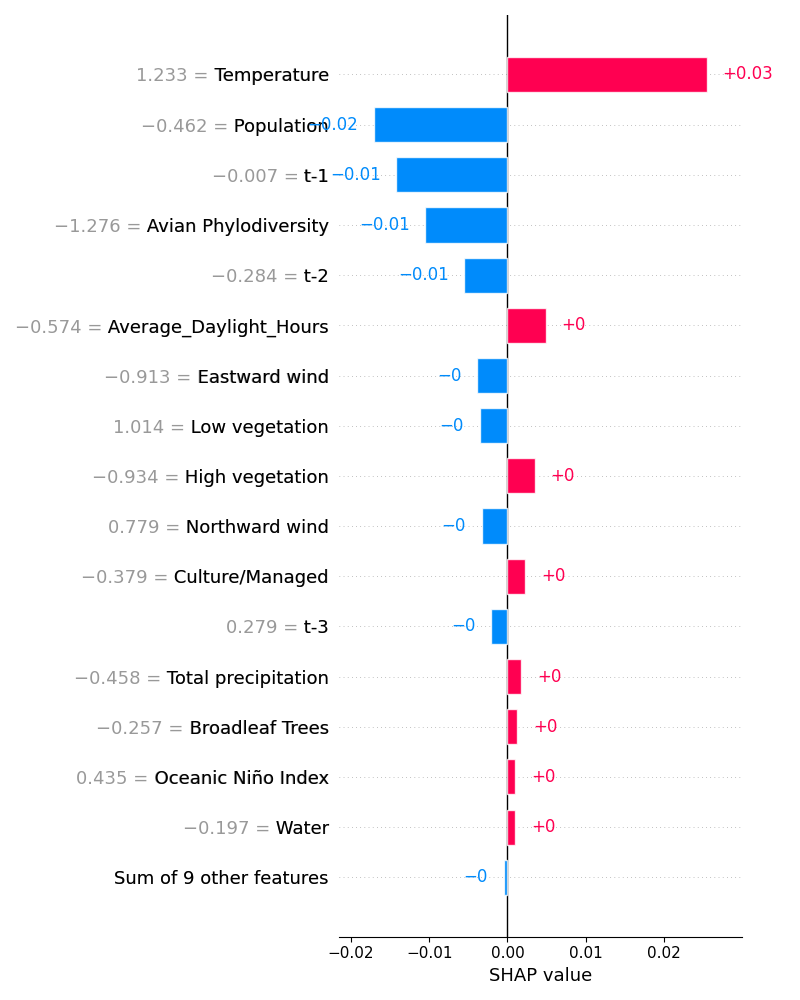 1.233 = Temperature +0.03
−0.462 = Population −0.02
−0.007 = t-1 −0.01
−1.276 = Avian Phylodiversity −0.01
−0.284 = t-2 −0.01
−0.574 = Average_Daylight_Hours +0
−0.913 = Eastward wind −0
1.014 = Low vegetation −0
−0.934 = High vegetation +0
0.779 = Northward wind −0
−0.379 = Culture/Managed +0
0.279 = t-3 −0
−0.458 = Total precipitation +0
−0.257 = Broadleaf Trees +0
0.435 = Oceanic Niño Index +0
−0.197 = Water +0
Sum of 9 other features −0
−0.02 −0.01 0.00 0.01 0.02
SHAP value